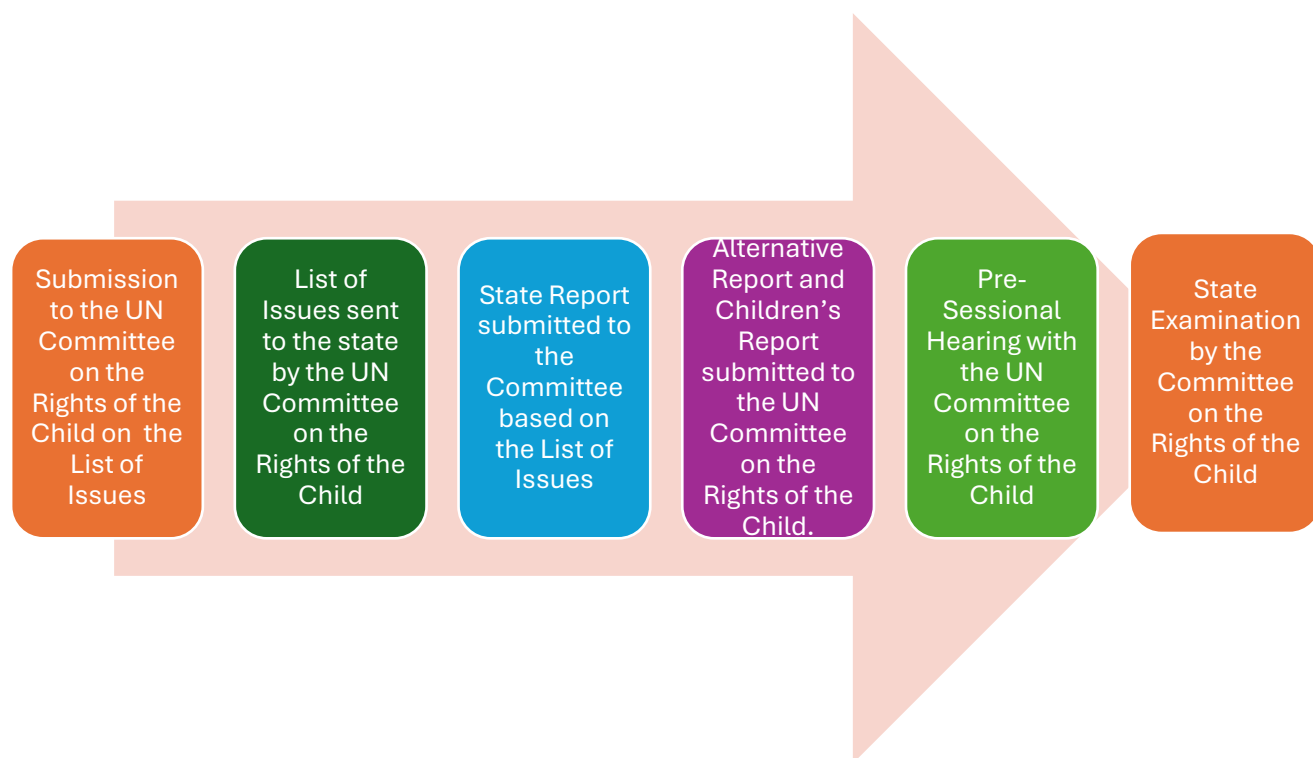 Submission
to the UN
Committee
on the
Rights of the
Child on  the
List of
Issues
List of
Issues sent
to the state
by the UN
Committee
on the
Rights of the
Child
State Report
submitted to
the
Committee
based on
the List of
Issues
Alternative
Report and
Children’s
Report
submitted to
the UN
Committee
on the
Rights of the
Child.
Pre-
Sessional
Hearing with
the UN
Committee
on the
Rights of the
Child
State
Examination
by the
Committee
on the
Rights of the
Child